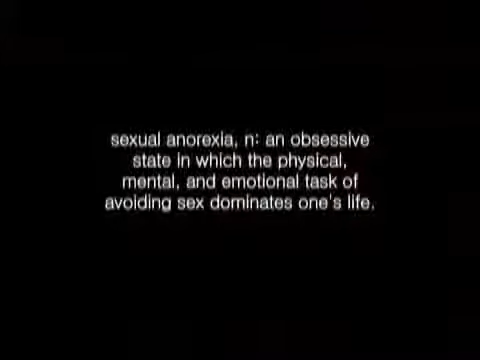 sexual anorexia, n: an obsessive
state in which the physical,
mental, and emotional task of
avoiding sex dominates one's life.